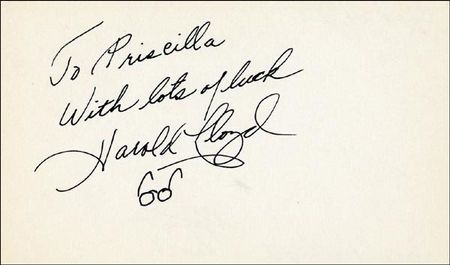 To Priscilla
With lots of luck
Harold Lloyd